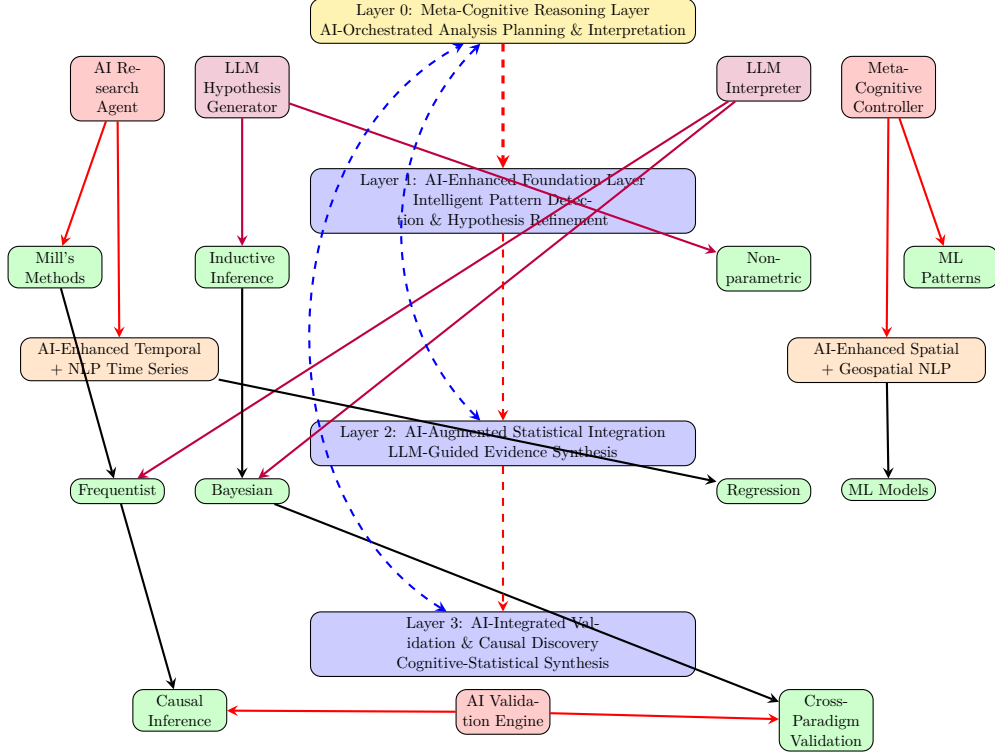 Layer 0: Meta-Cognitive Reasoning Layer
AI-Orchestrated Analysis Planning & Interpretation
AI Re-
search
Agent
LLM
Hypothesis
Generator
LLM
Interpreter
Meta-
Cognitive
Controller
Layer 1: AI-Enhanced Foundation Layer
Intelligent Pattern Detec-
tion & Hypothesis Refinement
Mill's
Methods
Inductive
Inference
Non-
parametric
ML
Patterns
AI-Enhanced Temporal
+ NLP Time Series
AI-Enhanced Spatial
+ Geospatial NLP
Layer 2: AI-Augmented Statistical Integration
LLM-Guided Evidence Synthesis
Frequentist
Bayesian
Regression
ML Models
Layer 3: AI-Integrated Val-
idation & Causal Discovery
Cognitive-Statistical Synthesis
Causal
Inference
AI Valida-
tion Engine
Cross-
Paradigm
Validation